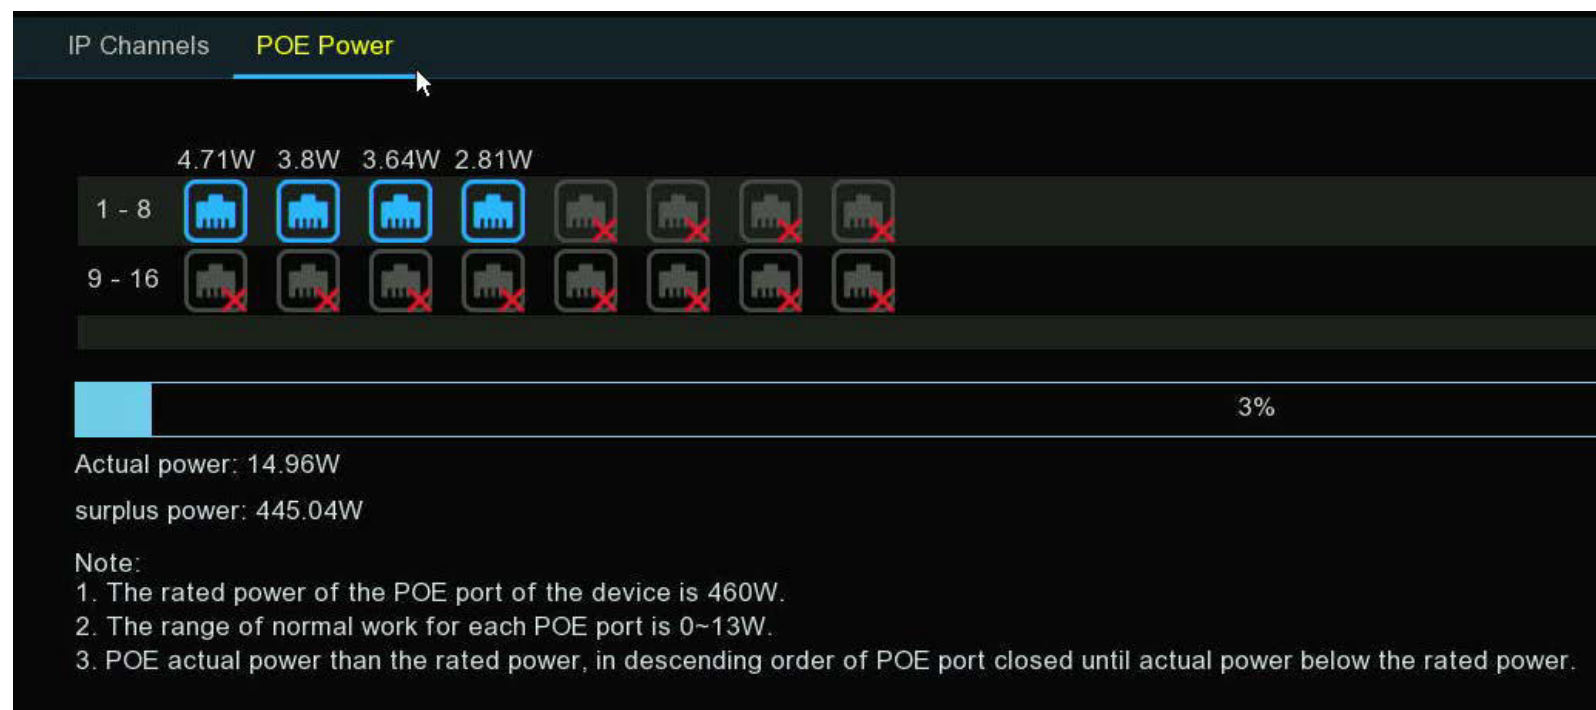 IP Channels POE Power
4.71W 3.8W 3.64W 2.81W
1 - 8
9 - 16
3%
Actual power: 14.96W
surplus power: 445.04W
Note:
1. The rated power of the POE port of the device is 460W.
2. The range of normal work for each POE port is 0~13W.
3. POE actual power than the rated power, in descending order of POE port closed until actual power below the rated power.